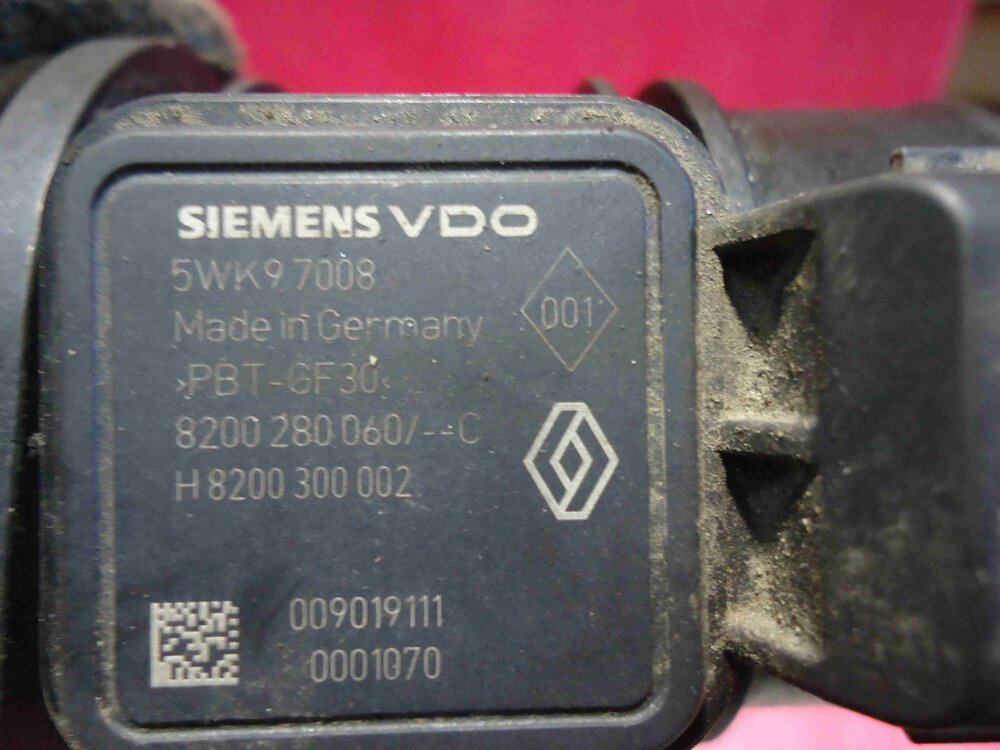 SIEMENS VDO
5WK9 7008
Made in Germany
001
>PBT-GF30<
8200 280 060/--C
H 8200 300 002
009019111
0001070